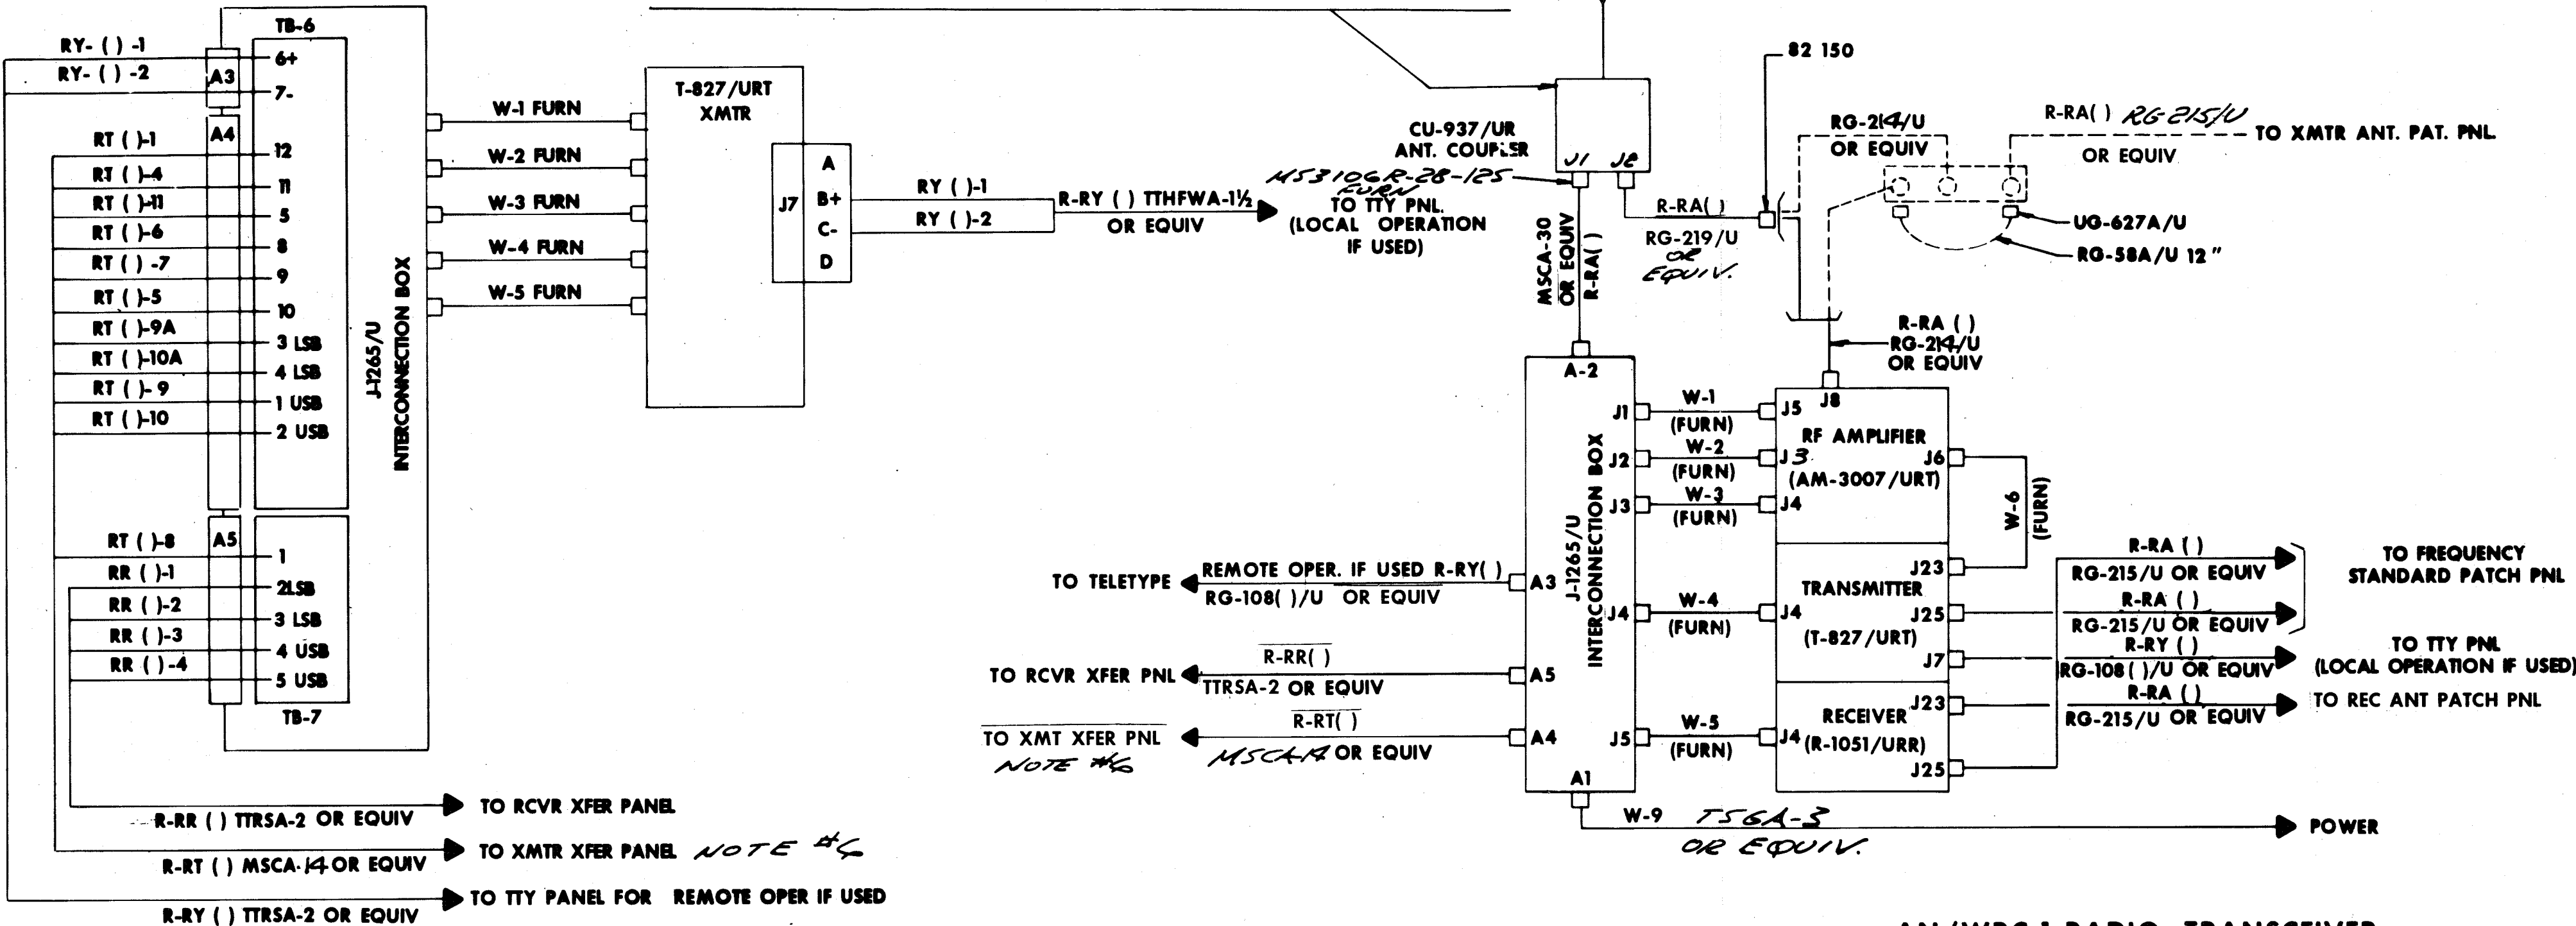 TB-6
RY- ( ) -1
RY- ( ) -2
A3
6+
7-
A4
RT ( )-1
12
RT ( )-4
11
RT ( )-11
5
RT ( )-6
8
RT ( ) -7
9
RT ( )-5
10
RT ( )-9A
3 LSB
RT ( )-10A
4 LSB
RT ( )- 9
1 USB
RT ( )-10
2 USB
RT ( )-8
A5
1
RR ( )-1
2LSB
RR ( )-2
3 LSB
RR ( )-3
4 USB
RR ( )-4
5 USB
TB-7
J-1265/U
INTERCONNECTION BOX
W-1 FURN
W-2 FURN
W-3 FURN
W-4 FURN
W-5 FURN
T-827/URT
XMTR
J7
A
B+
C-
D
RY ( )-1
RY ( )-2
R-RY ( ) TTHFWA-1½
OR EQUIV
MS3106R-28-12S
FURN
TO TTY PNL.
(LOCAL OPERATION
IF USED)
CU-937/UR
ANT. COUPLER
J1
J2
82 150
RG-214/U
OR EQUIV
R-RA( ) RG-215/U
OR EQUIV
TO XMTR ANT. PAT. PNL.
UG-627A/U
RG-58A/U 12 "
R-RA( )
RG-219/U
OR
EQUIV.
MSCA-30
OR EQUIV
R-RA( )
R-RA ( )
RG-214/U
OR EQUIV
A-2
J-1265/U
INTERCONNECTION BOX
J1
W-1
(FURN)
J5
J8
RF AMPLIFIER
(AM-3007/URT)
J2
W-2
(FURN)
J3
J6
J3
W-3
(FURN)
J4
W-6
(FURN)
J4
W-4
(FURN)
J4
TRANSMITTER
(T-827/URT)
J23
J25
J7
J5
W-5
(FURN)
J4
RECEIVER
(R-1051/URR)
J23
J25
R-RA ( )
RG-215/U OR EQUIV
R-RA ( )
RG-215/U OR EQUIV
TO FREQUENCY
STANDARD PATCH PNL
R-RY ( )
RG-108( )/U OR EQUIV
TO TTY PNL
(LOCAL OPERATION IF USED)
R-RA ( )
RG-215/U OR EQUIV
TO REC ANT PATCH PNL
TO TELETYPE
REMOTE OPER. IF USED R-RY( )
RG-108( )/U OR EQUIV
A3
TO RCVR XFER PNL
R-RR( )
TTRSA-2 OR EQUIV
A5
TO XMT XFER PNL
NOTE #6
R-RT( )
MSCA-14 OR EQUIV
A4
A1
W-9 TSGA-3
OR EQUIV.
POWER
TO RCVR XFER PANEL
R-RR ( ) TTRSA-2 OR EQUIV
TO XMTR XFER PANEL NOTE #6
R-RT ( ) MSCA-14 OR EQUIV
TO TTY PANEL FOR REMOTE OPER IF USED
R-RY ( ) TTRSA-2 OR EQUIV
AN/WRC-1 RADIO TRANSCEIVER